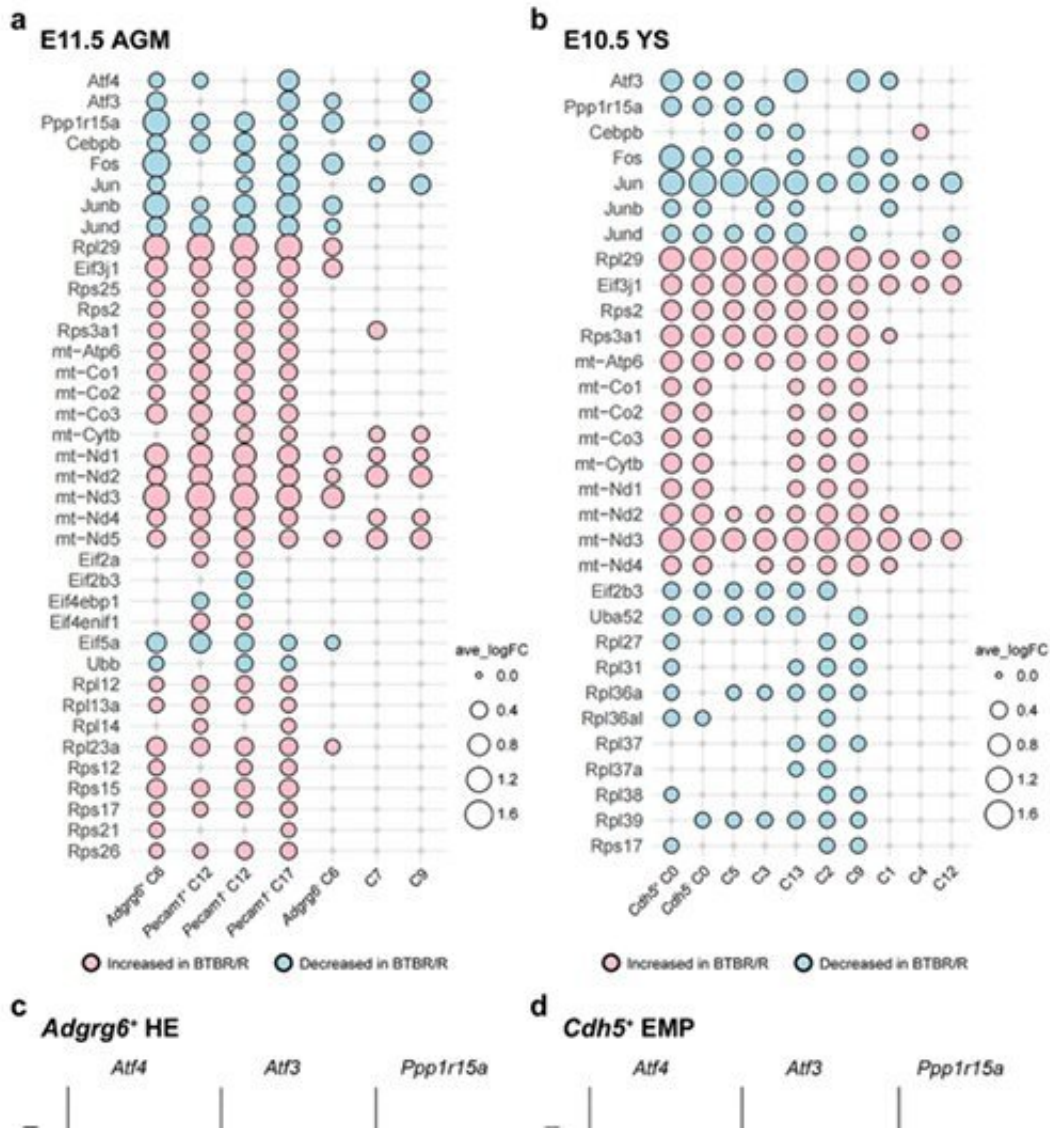 a
E11.5 AGM
Atf4
Atf3
Ppp1r15a
Cebpb
Fos
Jun
Junb
Jund
Rpl29
Eif3j1
Rps25
Rps2
Rps3a1
mt-Atp6
mt-Co1
mt-Co2
mt-Co3
mt-Cytb
mt-Nd1
mt-Nd2
mt-Nd3
mt-Nd4
mt-Nd5
Eif2a
Eif2b3
Eif4ebp1
Eif4enif1
Eif5a
Ubb
Rpl12
Rpl13a
Rpl14
Rpl23a
Rps12
Rps15
Rps17
Rps21
Rps26
Adgrg6+ C6
Pecam1+ C12
Pecam1- C12
Pecam1- C17
Adgrg6- C6
C7
C9
ave_logFC
0.0
0.4
0.8
1.2
1.6
Increased in BTBR/R
Decreased in BTBR/R
b
E10.5 YS
Atf3
Ppp1r15a
Cebpb
Fos
Jun
Junb
Jund
Rpl29
Eif3j1
Rps2
Rps3a1
mt-Atp6
mt-Co1
mt-Co2
mt-Co3
mt-Cytb
mt-Nd1
mt-Nd2
mt-Nd3
mt-Nd4
Eif2b3
Uba52
Rpl27
Rpl31
Rpl36a
Rpl36al
Rpl37
Rpl37a
Rpl38
Rpl39
Rps17
Cdh5+ C0
Cdh5- C0
C5
C3
C13
C2
C9
C1
C4
C12
ave_logFC
0.0
0.4
0.8
1.2
1.6
Increased in BTBR/R
Decreased in BTBR/R
c
Adgrg6+ HE
Atf4 Atf3 Ppp1r15a
d
Cdh5+ EMP
Atf4 Atf3 Ppp1r15a